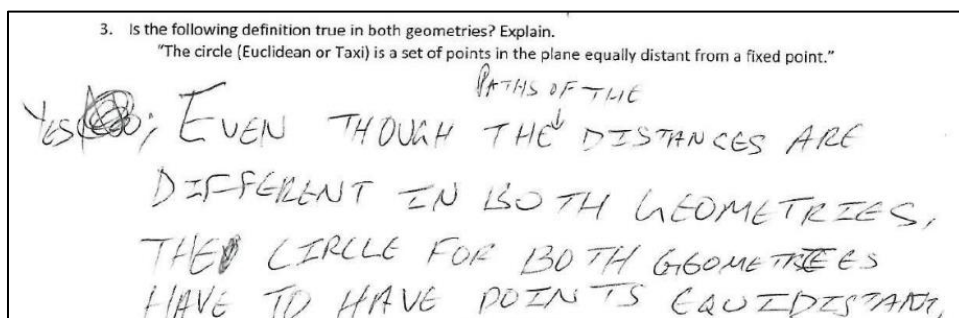 3. Is the following definition true in both geometries? Explain.
"The circle (Euclidean or Taxi) is a set of points in the plane equally distant from a fixed point."
PATHS OF THE
YES; EVEN THOUGH THE DISTANCES ARE
DIFFERENT IN BOTH GEOMETRIES,
THE CIRCLE FOR BOTH GEOMETRIES
HAVE TO HAVE POINTS EQUIDISTANT,